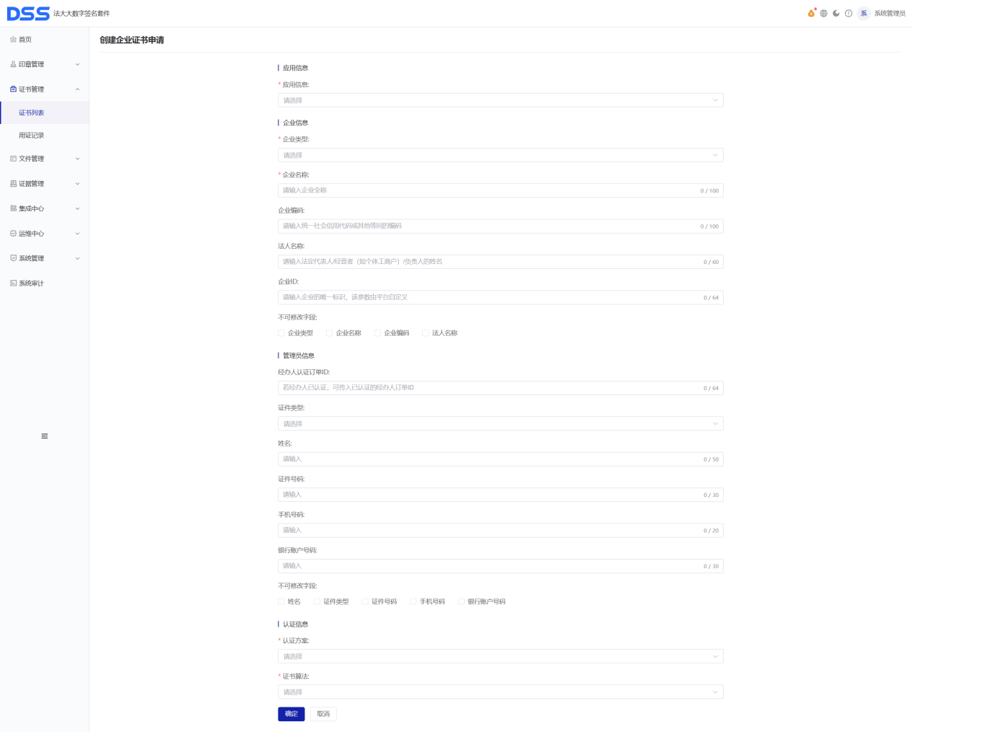 DSS 法大大数字签名套件
系 系统管理员
首页
印章管理
证书管理
证书列表
用证记录
文件管理
证据管理
集成中心
运维中心
系统管理
系统审计
创建企业证书申请
应用信息
* 应用信息:
请选择
企业信息
* 企业类型:
请选择
* 企业名称:
请输入企业全称 0 / 100
企业编码:
请输入统一社会信用代码或其他等同的编码 0 / 100
法人名称:
请输入法定代表人/经营者（如个体工商户）/负责人的姓名 0 / 60
企业ID:
请输入企业的唯一标识，该参数由平台自定义 0 / 64
不可修改字段:
企业类型 企业名称 企业编码 法人名称
管理员信息
经办人认证订单ID:
若经办人已认证，可传入已认证的经办人订单ID 0 / 64
证件类型:
请选择
姓名:
请输入 0 / 50
证件号码:
请输入 0 / 30
手机号码:
请输入 0 / 20
银行账户号码:
请输入 0 / 30
不可修改字段:
姓名 证件类型 证件号码 手机号码 银行账户号码
认证信息
* 认证方案:
请选择
* 证书算法:
请选择
确定 取消